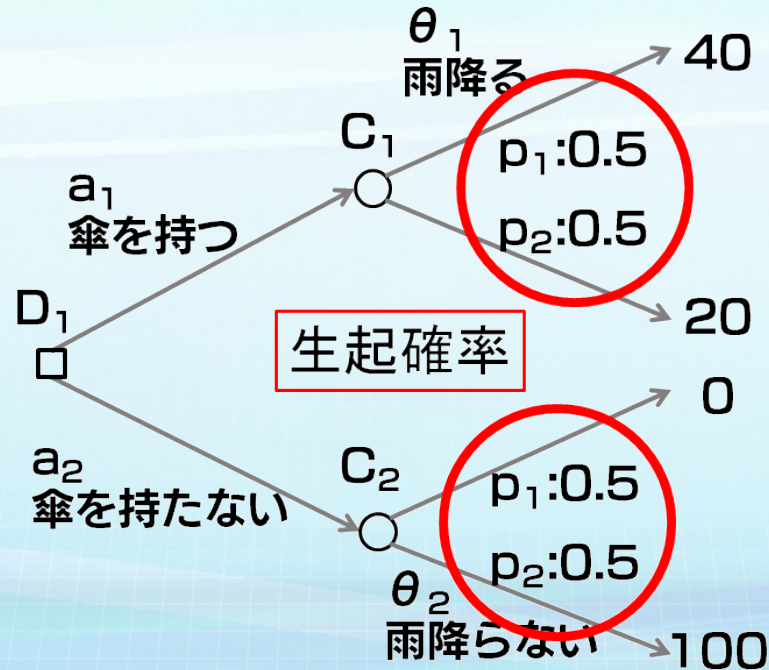 θ₁
雨降る
40
C₁
p₁:0.5
a₁
傘を持つ
p₂:0.5
D₁
20
生起確率
0
a₂
傘を持たない
C₂
p₁:0.5
p₂:0.5
θ₂
雨降らない
100